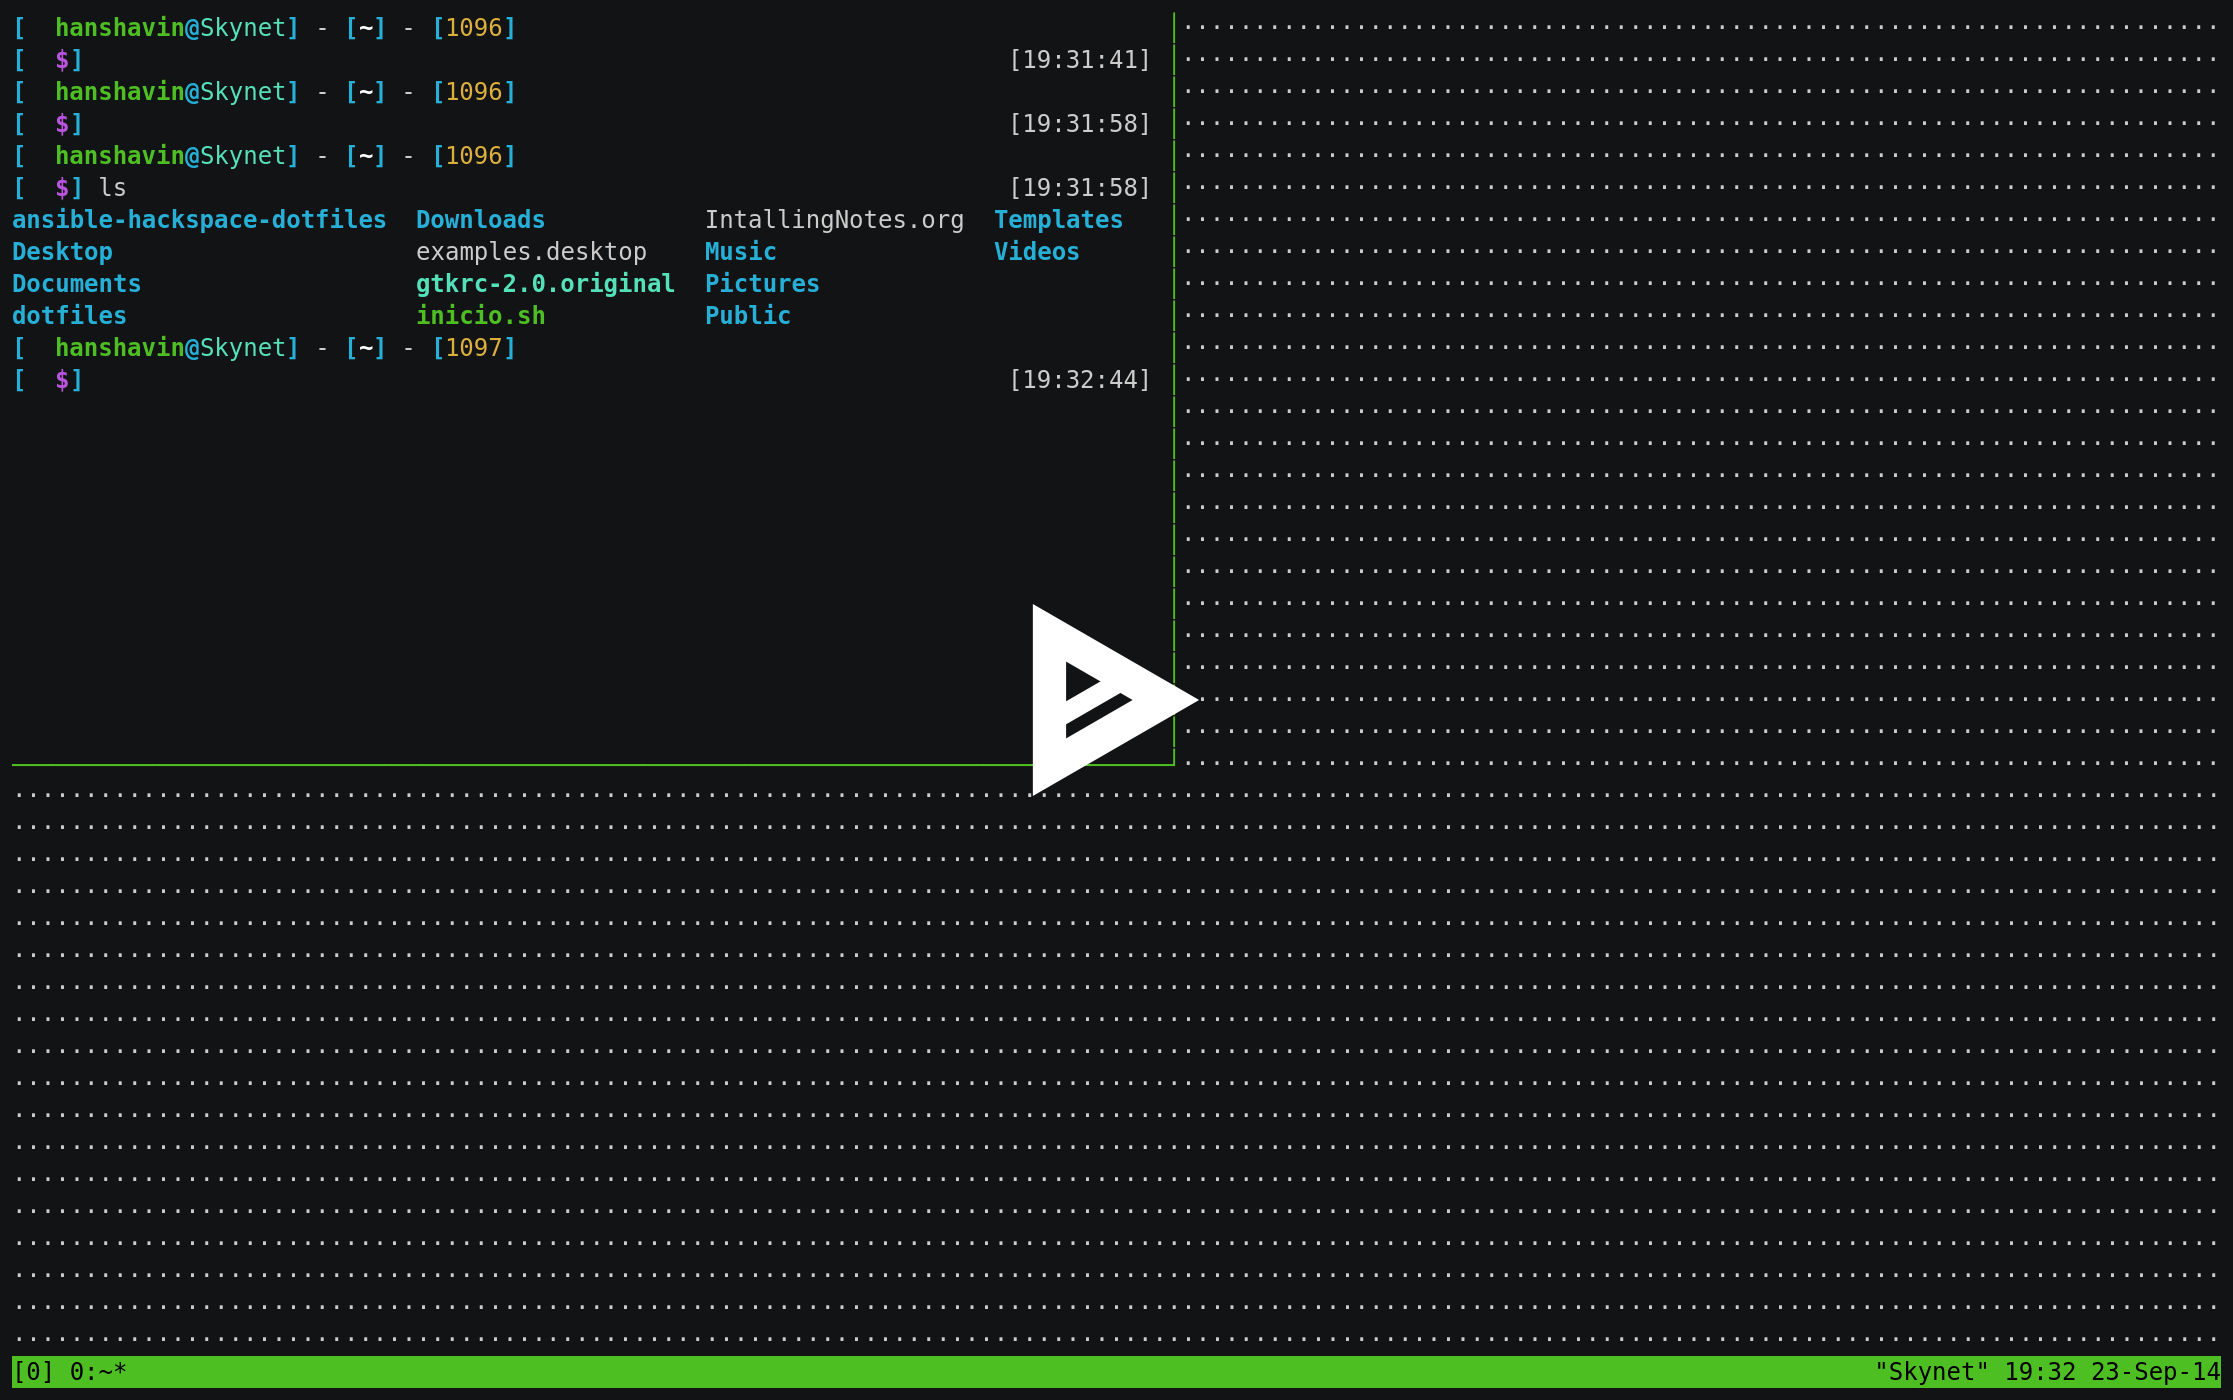 [  hanshavin@Skynet] - [~] - [1096]
[  $] [19:31:41]
[  hanshavin@Skynet] - [~] - [1096]
[  $] [19:31:58]
[  hanshavin@Skynet] - [~] - [1096]
[  $] ls [19:31:58]
ansible-hackspace-dotfiles  Downloads  IntallingNotes.org  Templates
Desktop  examples.desktop  Music  Videos
Documents  gtkrc-2.0.original  Pictures
dotfiles  inicio.sh  Public
[  hanshavin@Skynet] - [~] - [1097]
[  $] [19:32:44]
[0] 0:~* "Skynet" 19:32 23-Sep-14